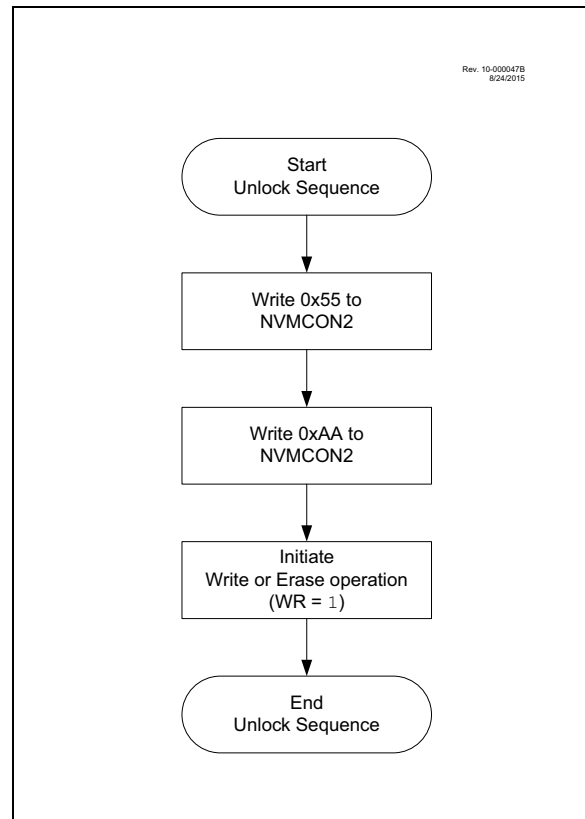 Rev. 10-000047B
8/24/2015
Start
Unlock Sequence
Write 0x55 to
NVMCON2
Write 0xAA to
NVMCON2
Initiate
Write or Erase operation
(WR = 1)
End
Unlock Sequence